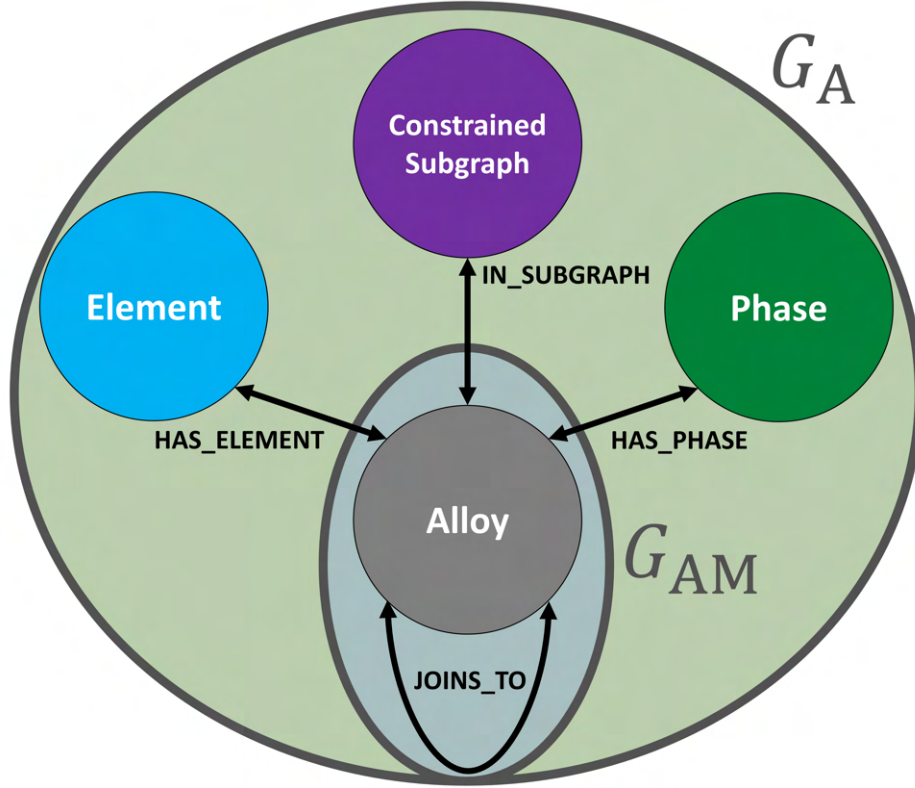 G_A
Constrained
Subgraph
Element
IN_SUBGRAPH
Phase
HAS_ELEMENT
HAS_PHASE
Alloy
G_AM
JOINS_TO